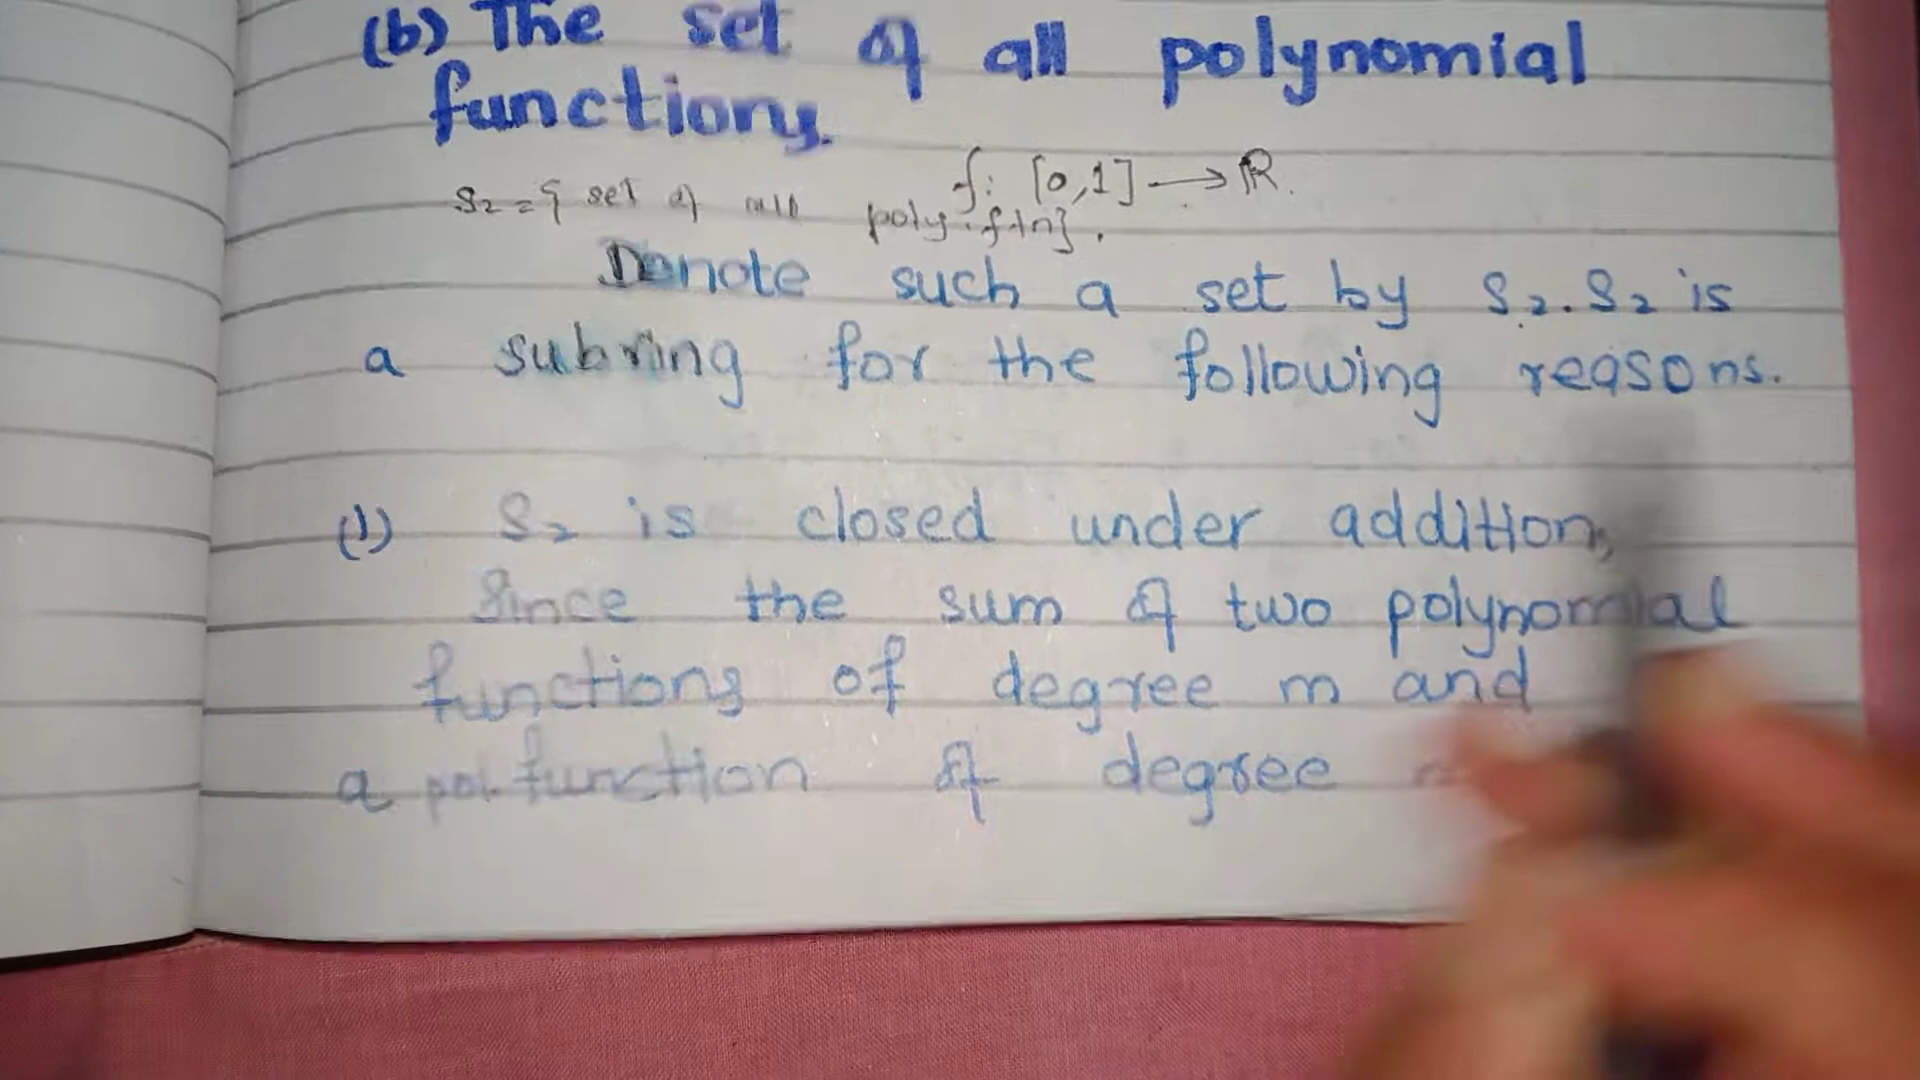 (b) The set of all polynomial
functions.
f: [0,1] → R.
S2 = { set of all poly. f+n}.
Denote such a set by S2. S2 is
a subring for the following reasons.
(1) S2 is closed under addition,
Since the sum of two polynomial
functions of degree m and
a pol function of degree